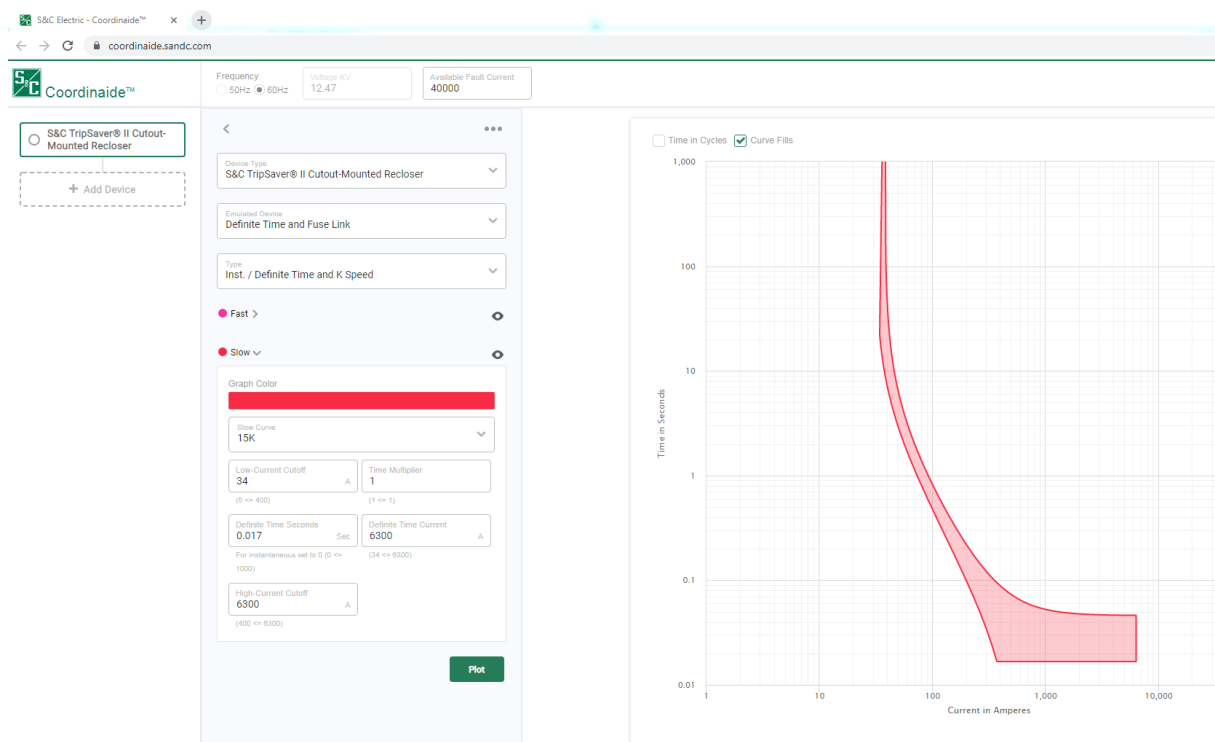 S&C Electric - Coordinaide™
coordinaide.sandc.com
S&C Coordinaide™
Frequency
50Hz 60Hz
Voltage KV
12.47
Available Fault Current
40000
S&C TripSaver® II Cutout-
Mounted Recloser
Add Device
Device Type
S&C TripSaver® II Cutout-Mounted Recloser
Emulated Device
Definite Time and Fuse Link
Type
Inst. / Definite Time and K Speed
Fast
Slow
Graph Color
Slow Curve
15K
Low-Current Cutoff
34 A
(5 <= 400)
Time Multiplier
1
(1 <= 1)
Definite Time Seconds
0.017 Sec
For instantaneous set to 0 (0 <=
1000)
Definite Time Current
6300 A
(34 <= 6300)
High-Current Cutoff
6300 A
(400 <= 6300)
Plot
Time in Cycles Curve Fills
1,000
100
10
1
0.1
0.01
Time in Seconds
1 10 100 1,000 10,000
Current in Amperes